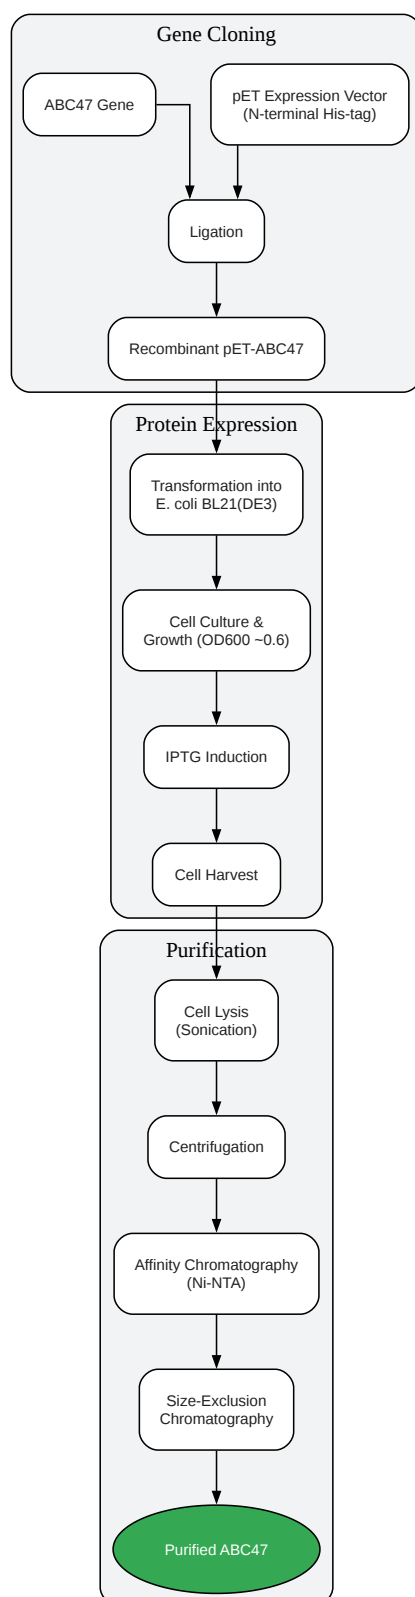 Gene Cloning
ABC47 Gene
pET Expression Vector
(N-terminal His-tag)
Ligation
Recombinant pET-ABC47
Protein Expression
Transformation into
E. coli BL21(DE3)
Cell Culture &
Growth (OD600 ~0.6)
IPTG Induction
Cell Harvest
Purification
Cell Lysis
(Sonication)
Centrifugation
Affinity Chromatography
(Ni-NTA)
Size-Exclusion
Chromatography
Purified ABC47